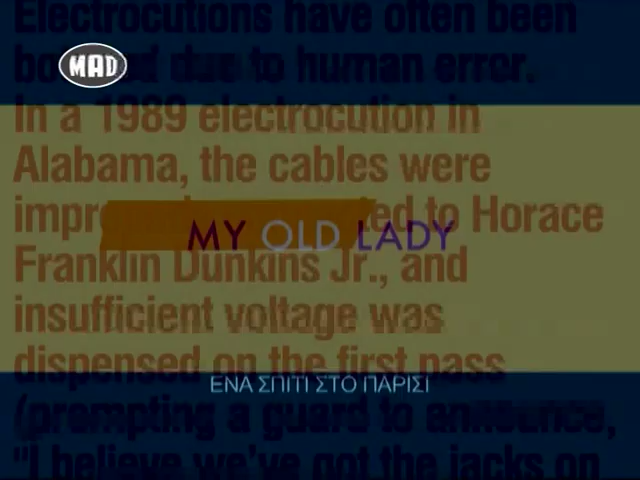 Electrocutions have often been
MAD
due to human error.
In a 1989 electrocution in
Alabama, the cables were
to Horace
MY OLD LADY
Franklin Dunkins Jr., and
insufficient voltage was
dispensed on the first pass
ΕΝΑ ΣΠΙΤΙ ΣΤΟ ΠΑΡΙΣΙ
(prompting a guard to announce,
"I believe we've got the jacks on